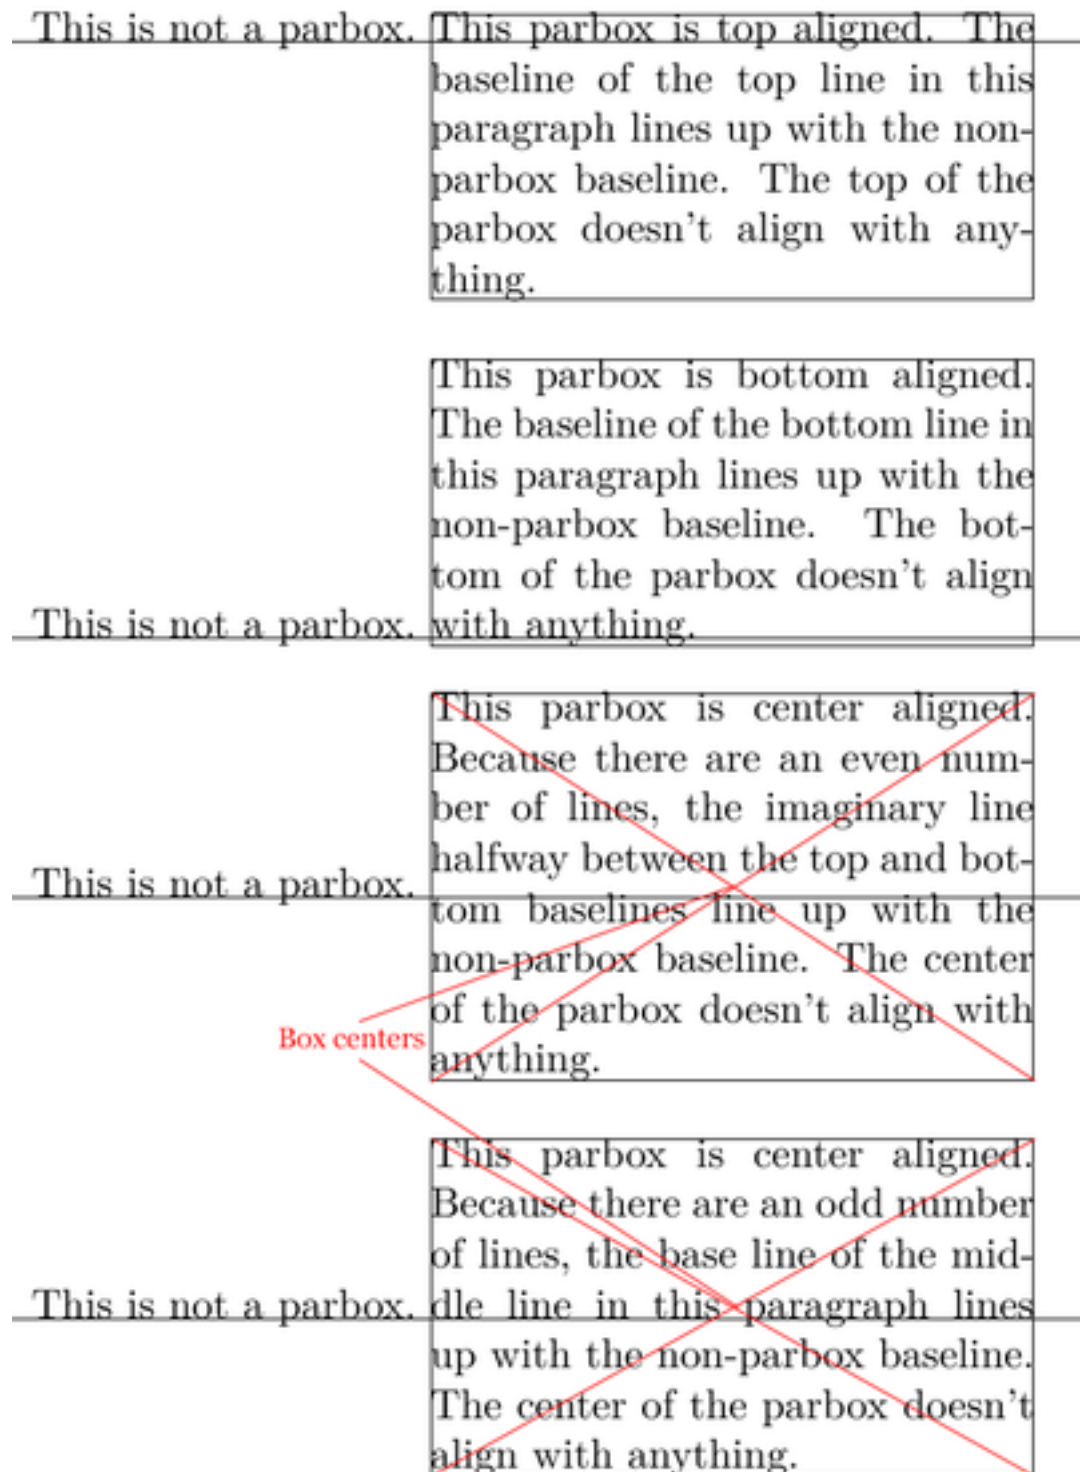 This is not a parbox. This parbox is top aligned. The
baseline of the top line in this
paragraph lines up with the non-
parbox baseline. The top of the
parbox doesn't align with any-
thing.
This parbox is bottom aligned.
The baseline of the bottom line in
this paragraph lines up with the
non-parbox baseline. The bot-
tom of the parbox doesn't align
This is not a parbox. with anything.
This parbox is center aligned.
Because there are an even num-
ber of lines, the imaginary line
halfway between the top and bot-
This is not a parbox.
tom baselines line up with the
non-parbox baseline. The center
of the parbox doesn't align with
Box centers
anything.
This parbox is center aligned.
Because there are an odd number
of lines, the base line of the mid-
This is not a parbox. dle line in this paragraph lines
up with the non-parbox baseline.
The center of the parbox doesn't
align with anything.